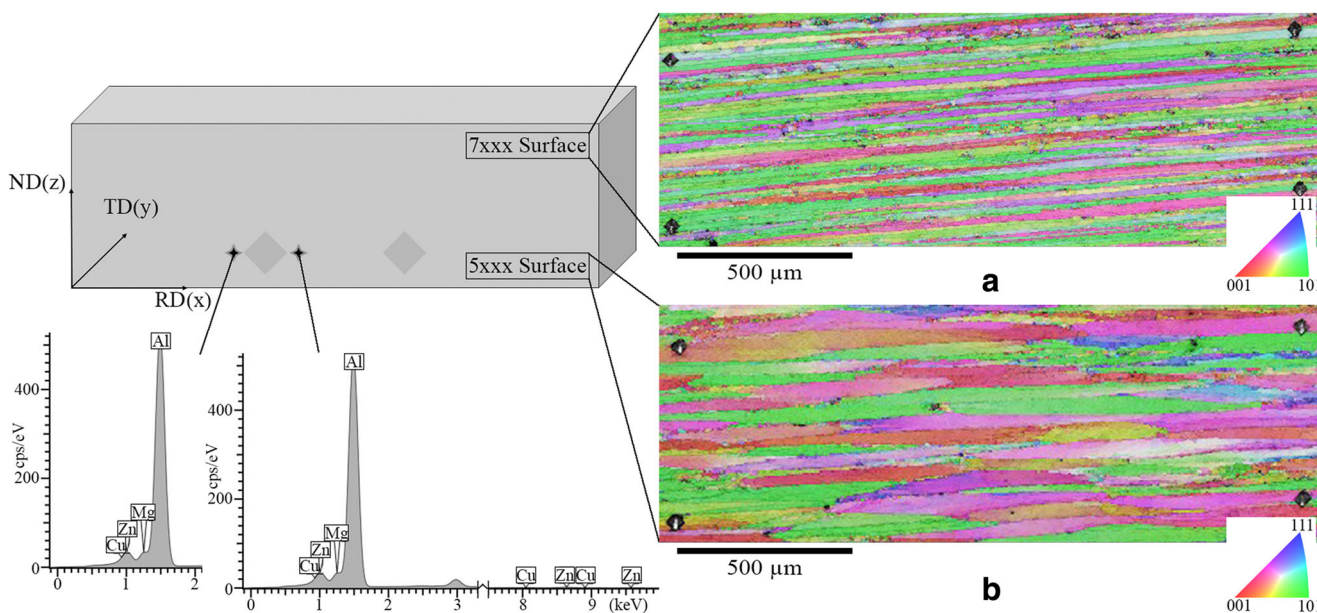 7xxx Surface
ND(z)
TD(y)
5xxx Surface
RD(x)
111
001
101
500 µm
a
111
001
101
500 µm
b
Al
400
200
0
cps/eV
Mg
Zn
Cu
0
1
2
Al
400
200
0
cps/eV
Mg
Zn
Cu
Cu
Zn
Cu
Zn
0
1
2
3
8
9
(keV)